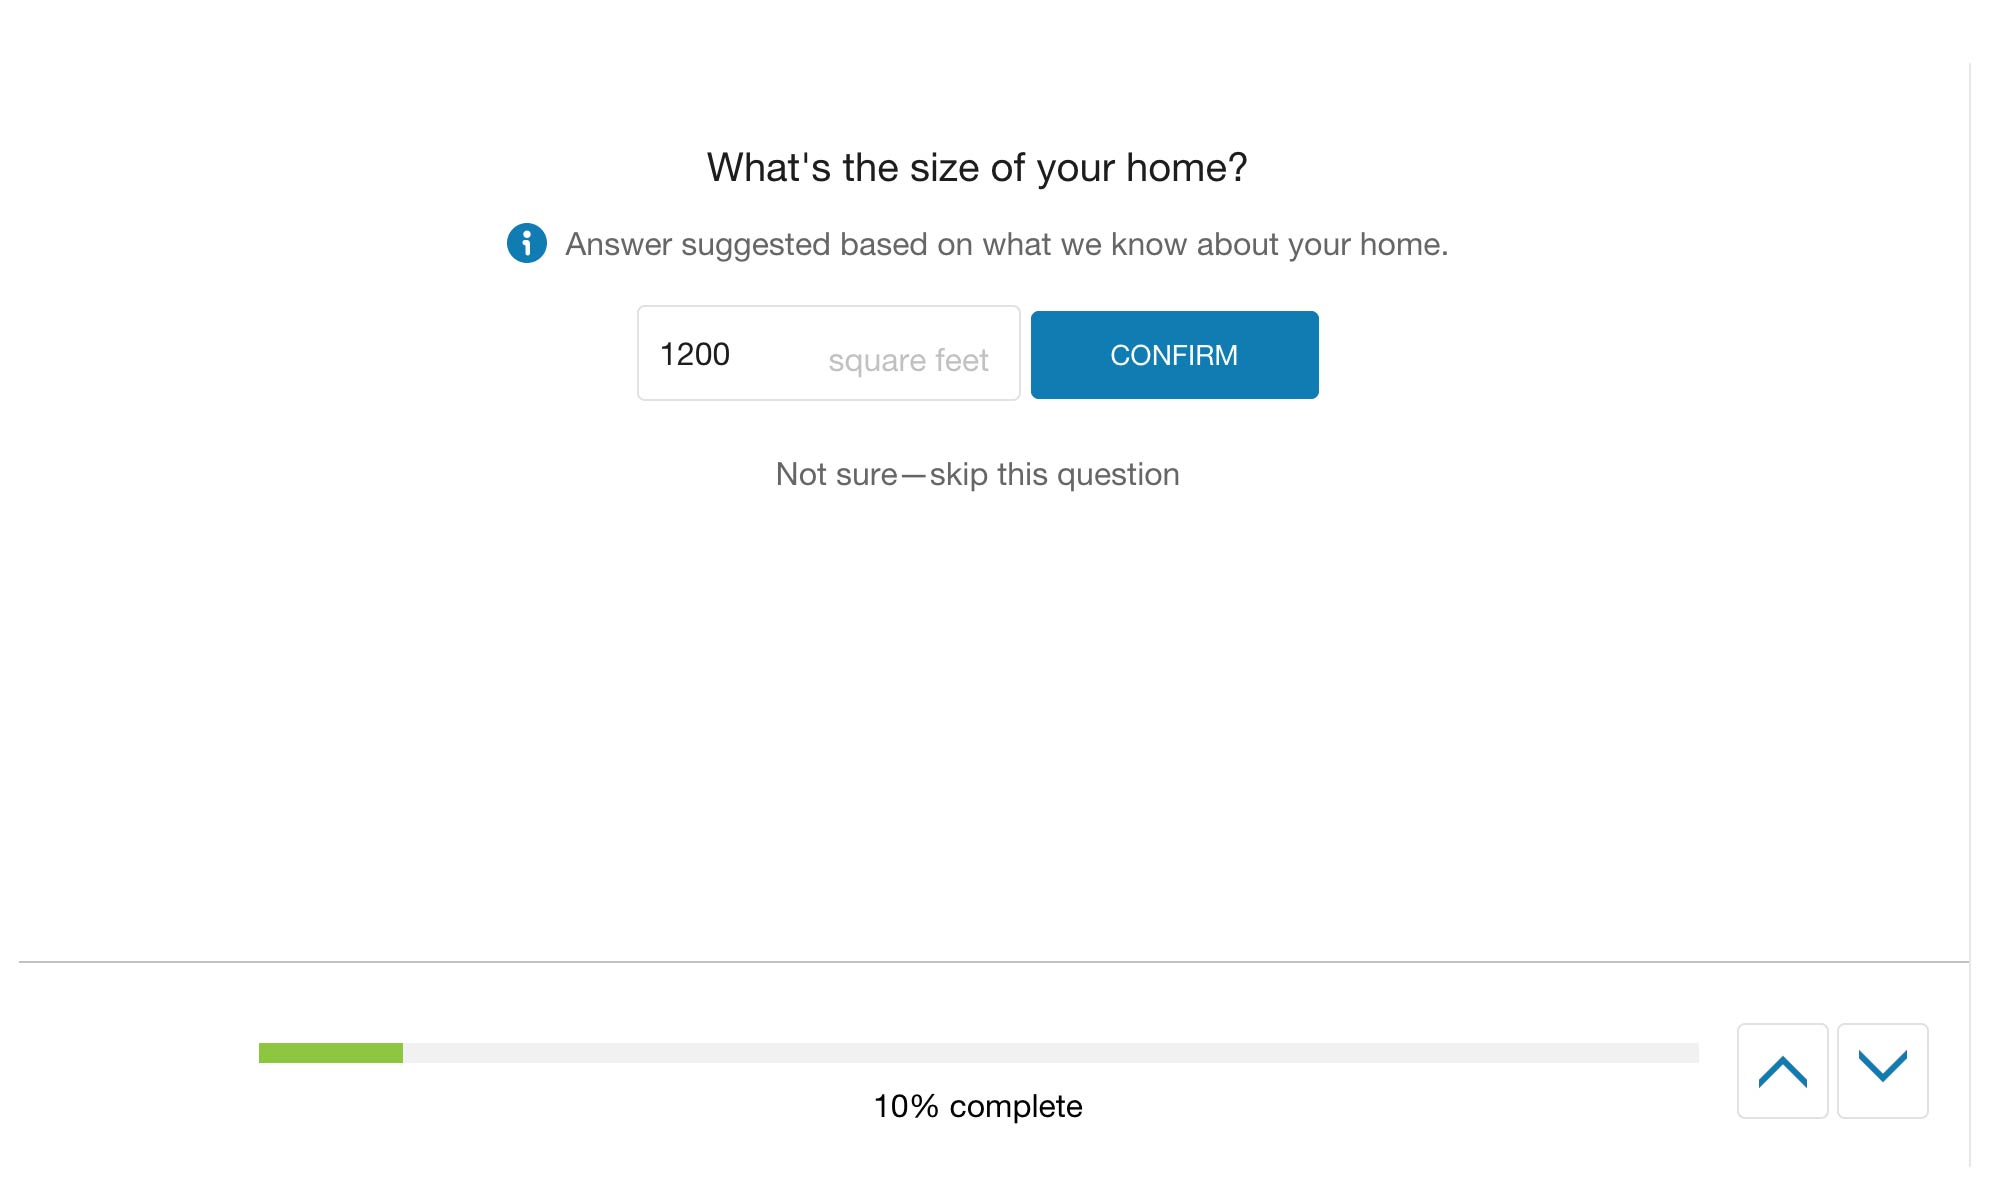 What's the size of your home?
Answer suggested based on what we know about your home.
1200 square feet CONFIRM
Not sure—skip this question
10% complete